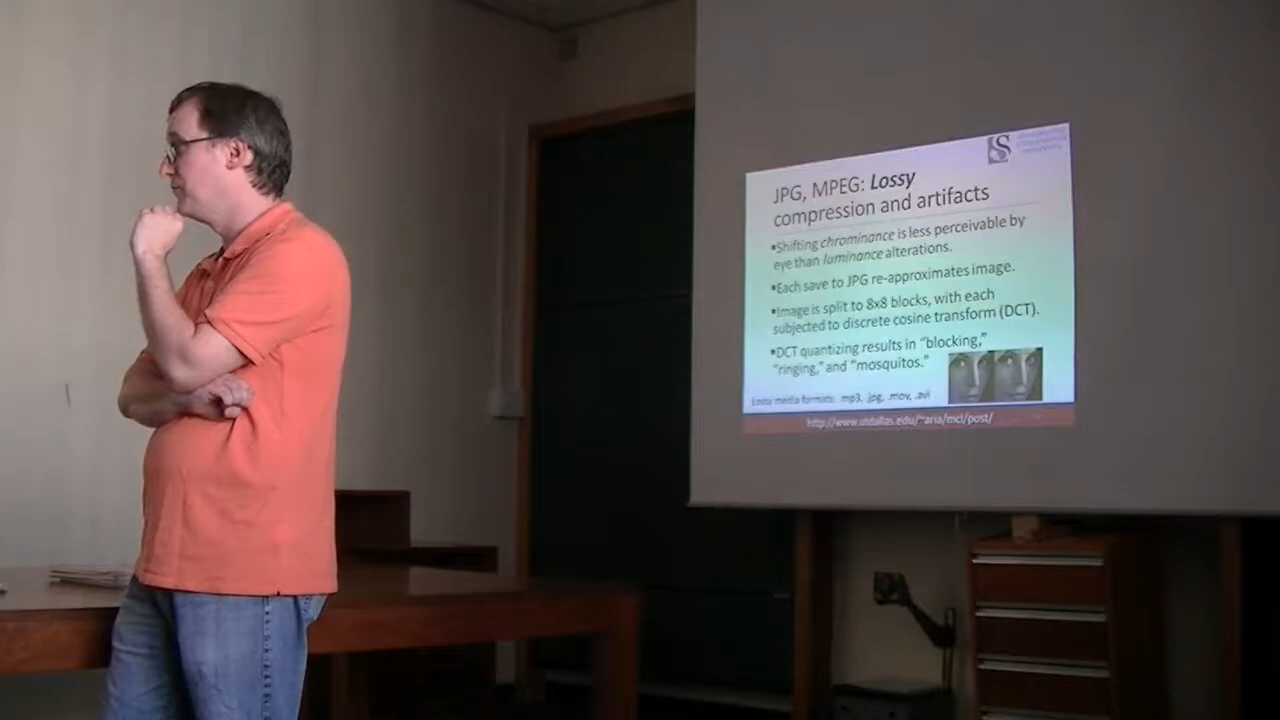 JPG, MPEG: Lossy
compression and artifacts
▪Shifting chrominance is less perceivable by
eye than luminance alterations.
▪Each save to JPG re-approximates image.
▪Image is split to 8x8 blocks, with each
subjected to discrete cosine transform (DCT).
▪DCT quantizing results in “blocking,”
“ringing,” and “mosquitos.”
Lossy media formats: .mp3, .jpg, .mov, .avi
http://www.utdallas.edu/~aria/mcl/post/